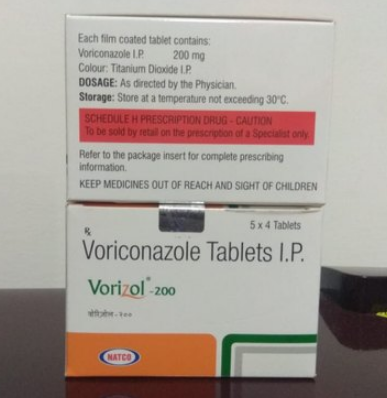 Each film coated tablet contains:
Voriconazole I.P. 200 mg
Colour: Titanium Dioxide I.P.
DOSAGE: As directed by the Physician.
Storage: Store at a temperature not exceeding 30°C.
SCHEDULE H PRESCRIPTION DRUG - CAUTION
To be sold by retail on the prescription of a Specialist only.
Refer to the package insert for complete prescribing
information.
KEEP MEDICINES OUT OF REACH AND SIGHT OF CHILDREN
5 x 4 Tablets
℞
Voriconazole Tablets I.P.
Vorizol®-200
वोरिज़ोल - २००
NATCO